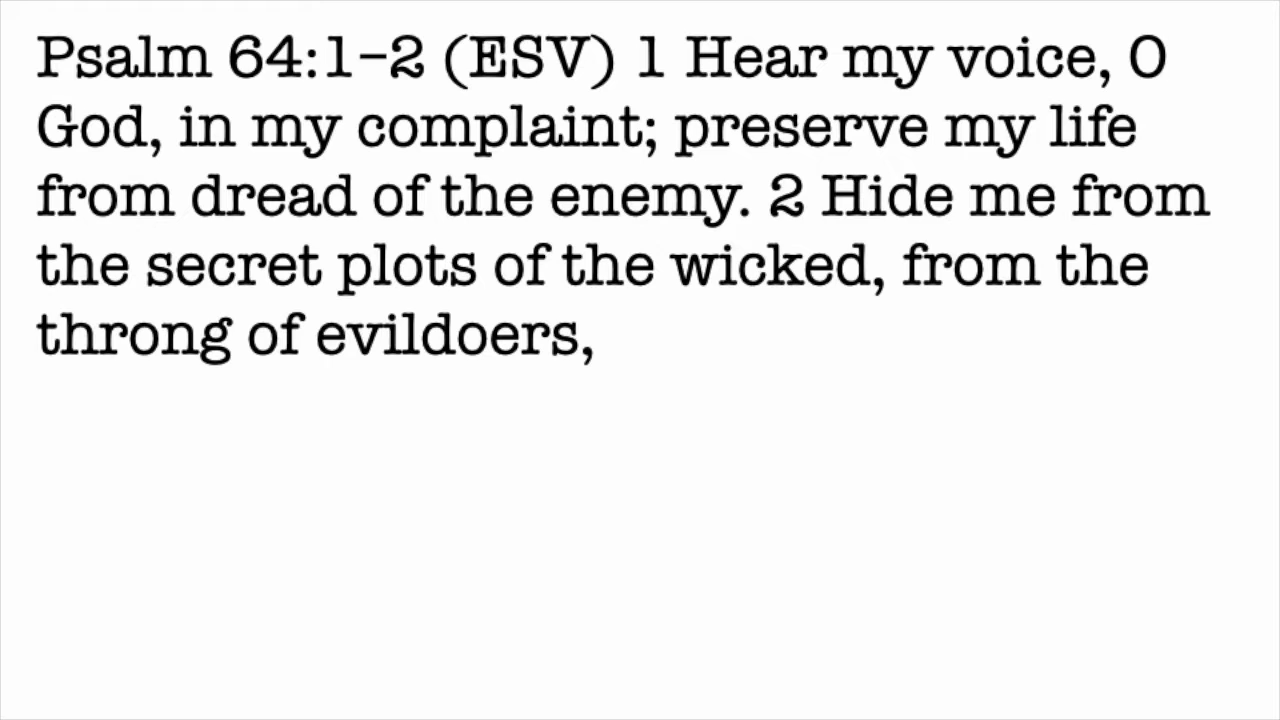 Psalm 64:1–2 (ESV) 1 Hear my voice, O
God, in my complaint; preserve my life
from dread of the enemy. 2 Hide me from
the secret plots of the wicked, from the
throng of evildoers,